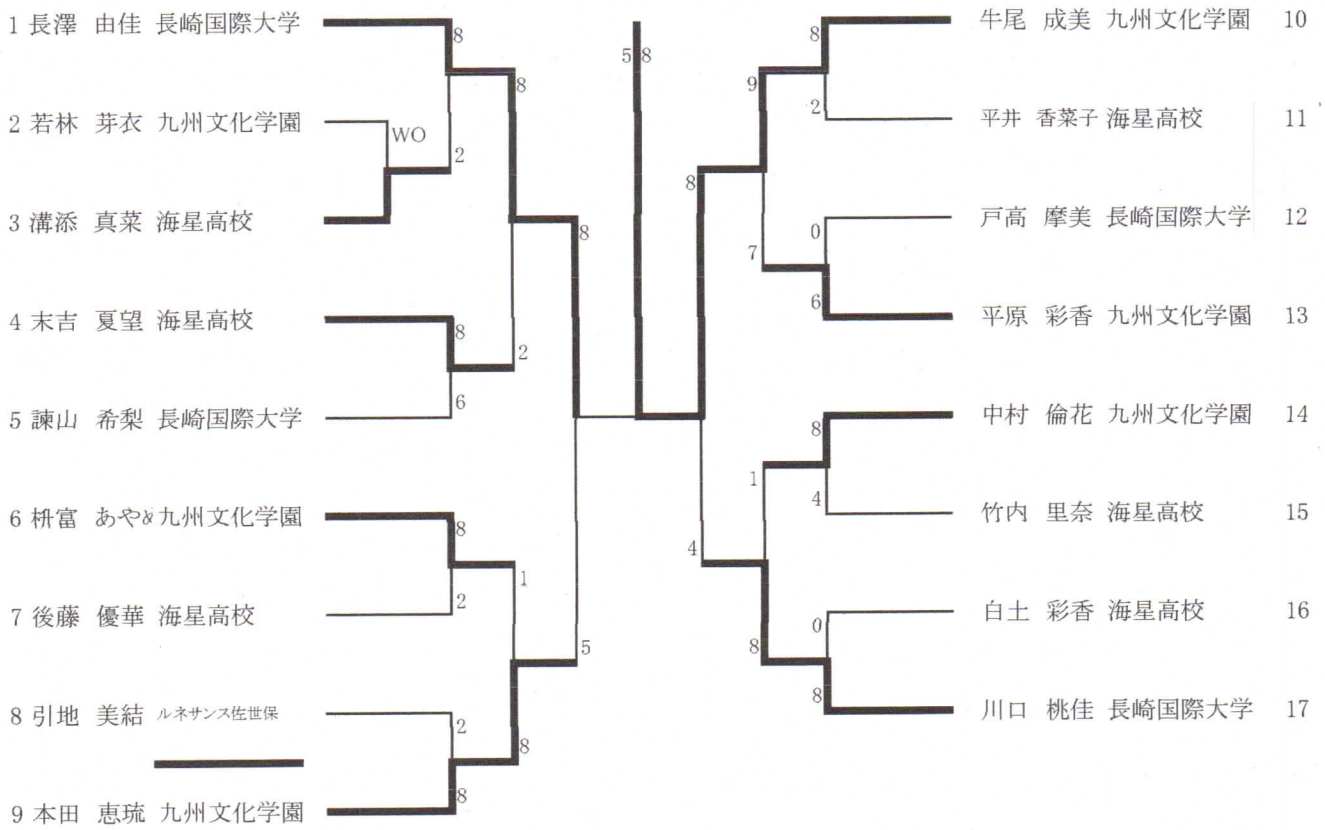 1 長澤 由佳 長崎国際大学
2 若林 芽衣 九州文化学園
3 溝添 真菜 海星高校
4 末吉 夏望 海星高校
5 諫山 希梨 長崎国際大学
6 枡富 あやめ 九州文化学園
7 後藤 優華 海星高校
8 引地 美結 ルネサンス佐世保
9 本田 恵琉 九州文化学園
8
WO
2
8
6
8
2
2
8
8
2
1
8
8
5
5 8
8
4
9
7
1
8
8
2
0
6
8
4
0
8
牛尾 成美 九州文化学園 10
平井 香菜子 海星高校 11
戸高 摩美 長崎国際大学 12
平原 彩香 九州文化学園 13
中村 倫花 九州文化学園 14
竹内 里奈 海星高校 15
白土 彩香 海星高校 16
川口 桃佳 長崎国際大学 17